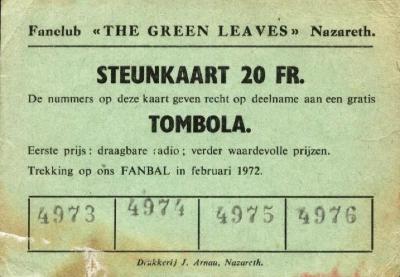 Fanclub «THE GREEN LEAVES» Nazareth.
STEUNKAART 20 FR.
De nummers op deze kaart geven recht op deelname aan een gratis
TOMBOLA.
Eerste prijs : draagbare radio ; verder waardevolle prijzen.
Trekking op ons FANBAL in februari 1972.
4973 4974 4975 4976
Drukkerij J. Arnau, Nazareth.